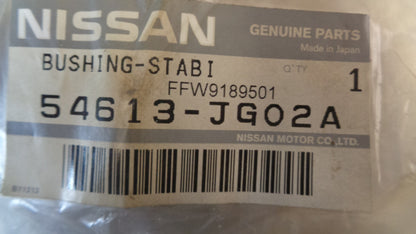 NISSAN
GENUINE PARTS
Made in Japan
BUSHING-STABI
Q'TY
1
FFW9189501
54613-JG02A
NISSAN MOTOR CO., LTD.